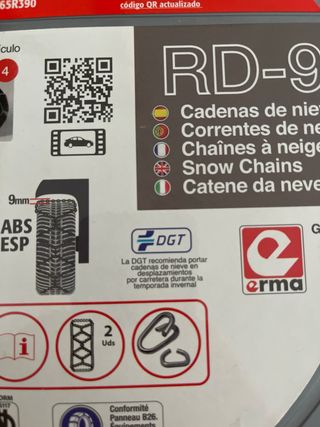 65R390
código QR actualizado
4
RD-9
Cadenas de nie
Correntes de ne
Chaînes à neige
Snow Chains
Catene da neve
9mm
ABS
ESP
DGT
LA DGT recomienda portar
cadenas de nieve en
desplazamientos
por carretera durante la
temporada invernal
erma
i
2
Uds
Conformité
Panneau B26.
Équipements